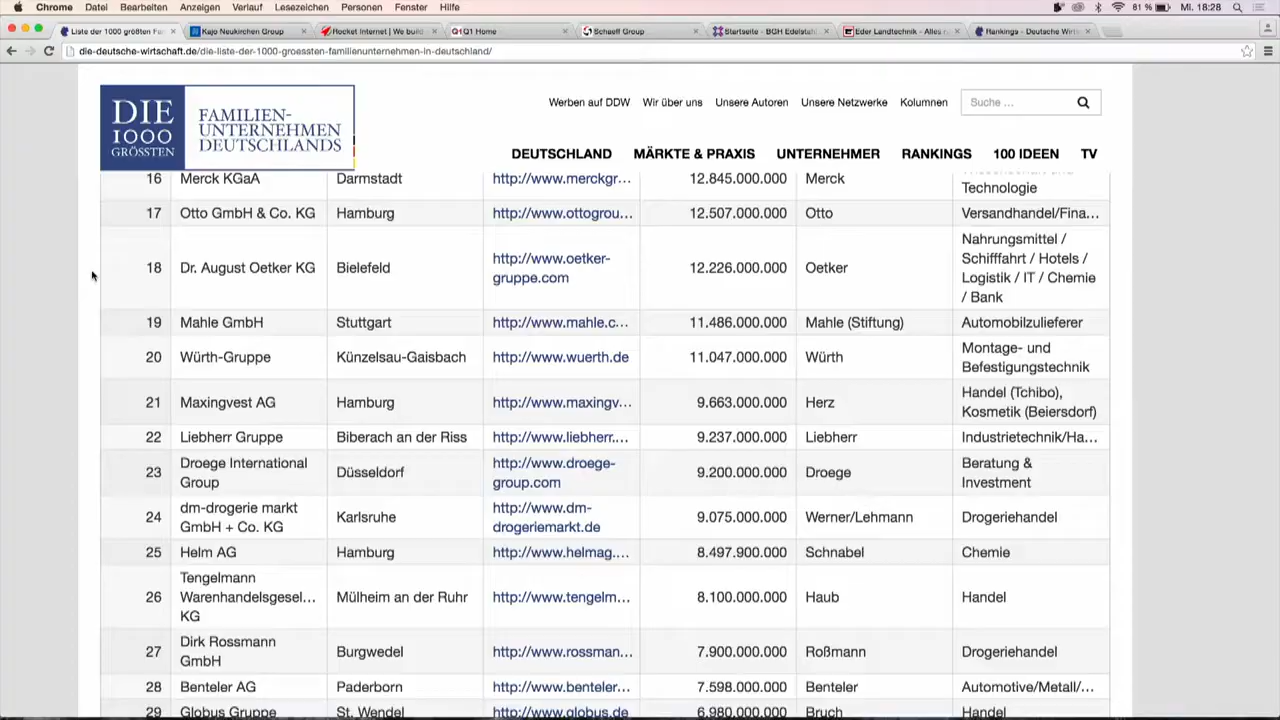 Chrome Datei Bearbeiten Anzeigen Verlauf Lesezeichen Personen Fenster Hilfe 81 % Mi. 18:28
Liste der 1000 größten Fam Kajo Neukirchen Group Rocket Internet | We build Q1 Home Schaeff Group Startseite - BGH Edelstahl Eder Landtechnik - Alles Rankings - Deutsche Wirts
die-deutsche-wirtschaft.de/die-liste-der-1000-groessten-familienunternehmen-in-deutschland/
DIE
1000
GRÖSSTEN
FAMILIEN-
UNTERNEHMEN
DEUTSCHLANDS
Werben auf DDW Wir über uns Unsere Autoren Unsere Netzwerke Kolumnen Suche ...
DEUTSCHLAND MÄRKTE & PRAXIS UNTERNEHMER RANKINGS 100 IDEEN TV
16 Merck KGaA Darmstadt http://www.merckgr... 12.845.000.000 Merck
Technologie
17 Otto GmbH & Co. KG Hamburg http://www.ottogrou... 12.507.000.000 Otto Versandhandel/Fina...
18 Dr. August Oetker KG Bielefeld http://www.oetker-
gruppe.com 12.226.000.000 Oetker Nahrungsmittel /
Schifffahrt / Hotels /
Logistik / IT / Chemie
/ Bank
19 Mahle GmbH Stuttgart http://www.mahle.c... 11.486.000.000 Mahle (Stiftung) Automobilzulieferer
20 Würth-Gruppe Künzelsau-Gaisbach http://www.wuerth.de 11.047.000.000 Würth Montage- und
Befestigungstechnik
21 Maxingvest AG Hamburg http://www.maxingv... 9.663.000.000 Herz Handel (Tchibo),
Kosmetik (Beiersdorf)
22 Liebherr Gruppe Biberach an der Riss http://www.liebherr.... 9.237.000.000 Liebherr Industrietechnik/Ha...
23 Droege International
Group Düsseldorf http://www.droege-
group.com 9.200.000.000 Droege Beratung &
Investment
24 dm-drogerie markt
GmbH + Co. KG Karlsruhe http://www.dm-
drogeriemarkt.de 9.075.000.000 Werner/Lehmann Drogeriehandel
25 Helm AG Hamburg http://www.helmag.... 8.497.900.000 Schnabel Chemie
26 Tengelmann
Warenhandelsgesel...
KG Mülheim an der Ruhr http://www.tengelm... 8.100.000.000 Haub Handel
27 Dirk Rossmann
GmbH Burgwedel http://www.rossman... 7.900.000.000 Roßmann Drogeriehandel
28 Benteler AG Paderborn http://www.benteler... 7.598.000.000 Benteler Automotive/Metall/...
29 Globus Gruppe St. Wendel http://www.globus.de 6.980.000.000 Bruch Handel